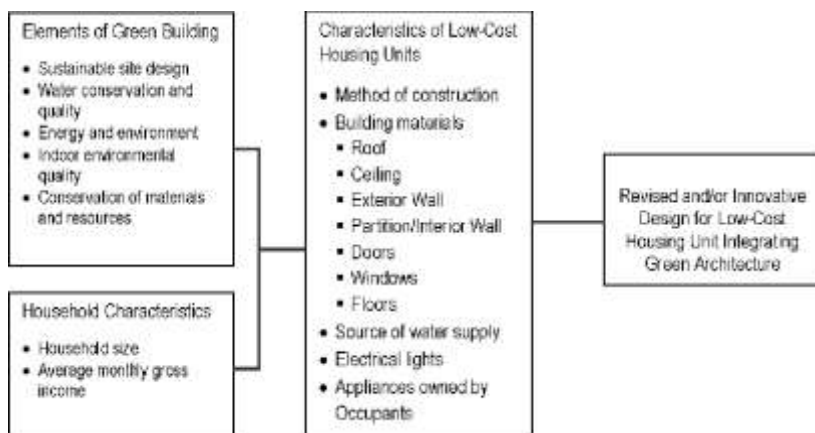 Elements of Green Building
• Sustainable site design
• Water conservation and
quality
• Energy and environment
• Indoor environmental
quality
• Conservation of materials
and resources
Household Characteristics
• Household size
• Average monthly gross
income
Characteristics of Low-Cost
Housing Units
• Method of construction
• Building materials
▪ Roof
▪ Ceiling
▪ Exterior Wall
▪ Partition/Interior Wall
▪ Doors
▪ Windows
▪ Floors
• Source of water supply
• Electrical lights
• Appliances owned by
Occupants
Revised and/or Innovative
Design for Low-Cost
Housing Unit Integrating
Green Architecture